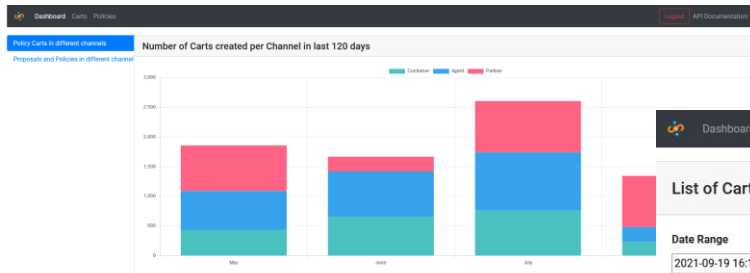 Dashboard Carts Policies
Logout API Documentation
Policy Carts in different channels
Proposals and Policies in different channel
Number of Carts created per Channel in last 120 days
Customer Agent Partner
3,000
2,500
2,000
1,500
1,000
500
0
May June July
Dashboar
List of Cart
Date Range
2021-09-19 16:1